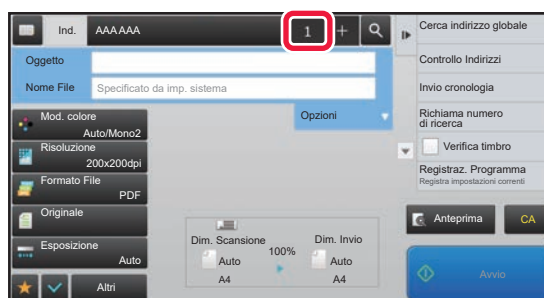 Ind.
AAAAAA
1
+
Oggetto
Nome File
Specificato da imp. sistema
Opzioni
Mod. colore
Auto/Mono2
Risoluzione
200x200dpi
Formato File
PDF
Originale
Esposizione
Auto
Altri
Dim. Scansione
Auto
A4
100%
Dim. Invio
Auto
A4
Cerca indirizzo globale
Controllo Indirizzi
Invio cronologia
Richiama numero
di ricerca
Verifica timbro
Registraz. Programma
Registra impostazioni correnti
Anteprima
CA
Avvio